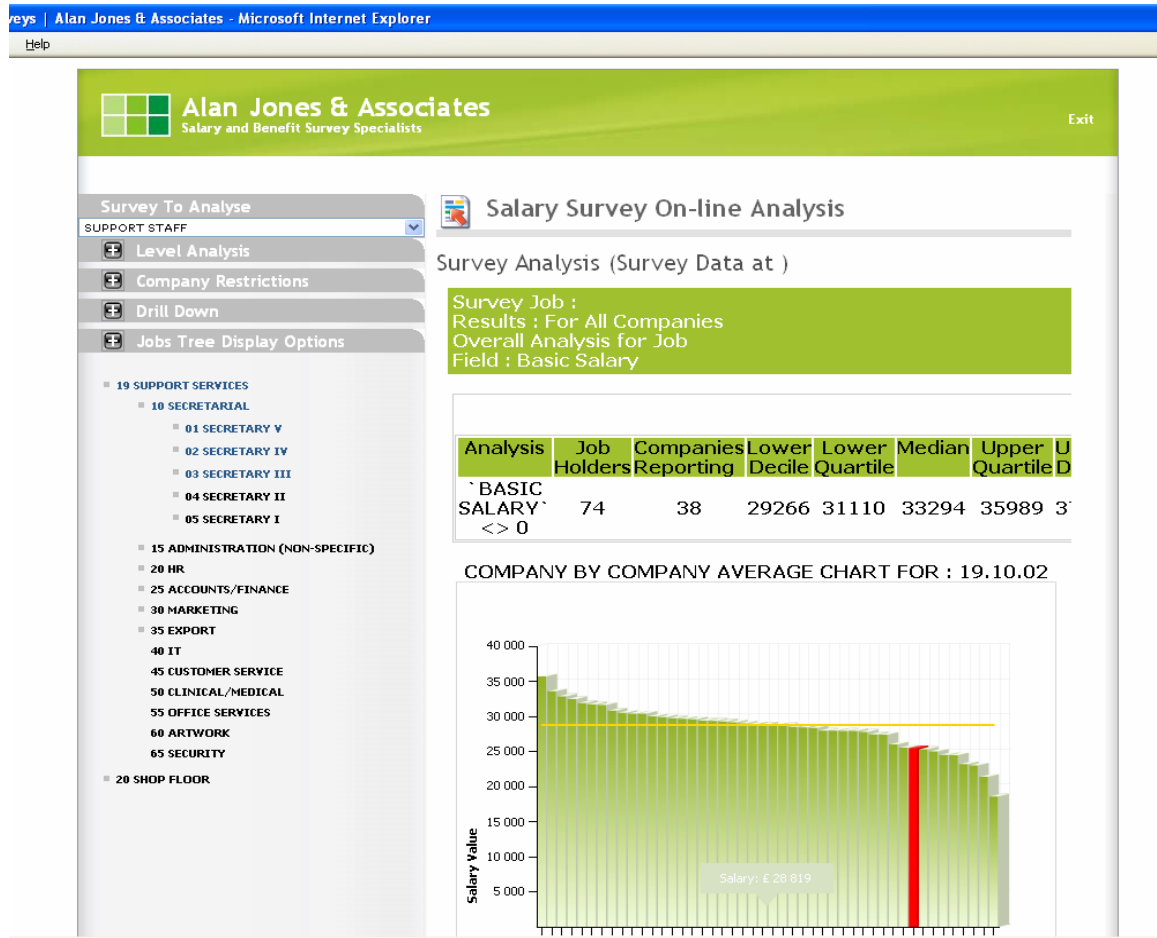 veys | Alan Jones & Associates - Microsoft Internet Explorer
Help
Alan Jones & Associates
Salary and Benefit Survey Specialists
Exit
Survey To Analyse
SUPPORT STAFF
Level Analysis
Company Restrictions
Drill Down
Jobs Tree Display Options
19 SUPPORT SERVICES
10 SECRETARIAL
01 SECRETARY V
02 SECRETARY IV
03 SECRETARY III
04 SECRETARY II
05 SECRETARY I
15 ADMINISTRATION (NON-SPECIFIC)
20 HR
25 ACCOUNTS/FINANCE
30 MARKETING
35 EXPORT
40 IT
45 CUSTOMER SERVICE
50 CLINICAL/MEDICAL
55 OFFICE SERVICES
60 ARTWORK
65 SECURITY
20 SHOP FLOOR
Salary Survey On-line Analysis
Survey Analysis (Survey Data at )
Survey Job :
Results : For All Companies
Overall Analysis for Job
Field : Basic Salary
Analysis Job Companies Lower Lower Median Upper U
Holders Reporting Decile Quartile Quartile D
`BASIC
SALARY` 74 38 29266 31110 33294 35989
<> 0
COMPANY BY COMPANY AVERAGE CHART FOR : 19.10.02
40 000
35 000
30 000
25 000
20 000
15 000
10 000
5 000
Salary Value
Salary: £ 28 819